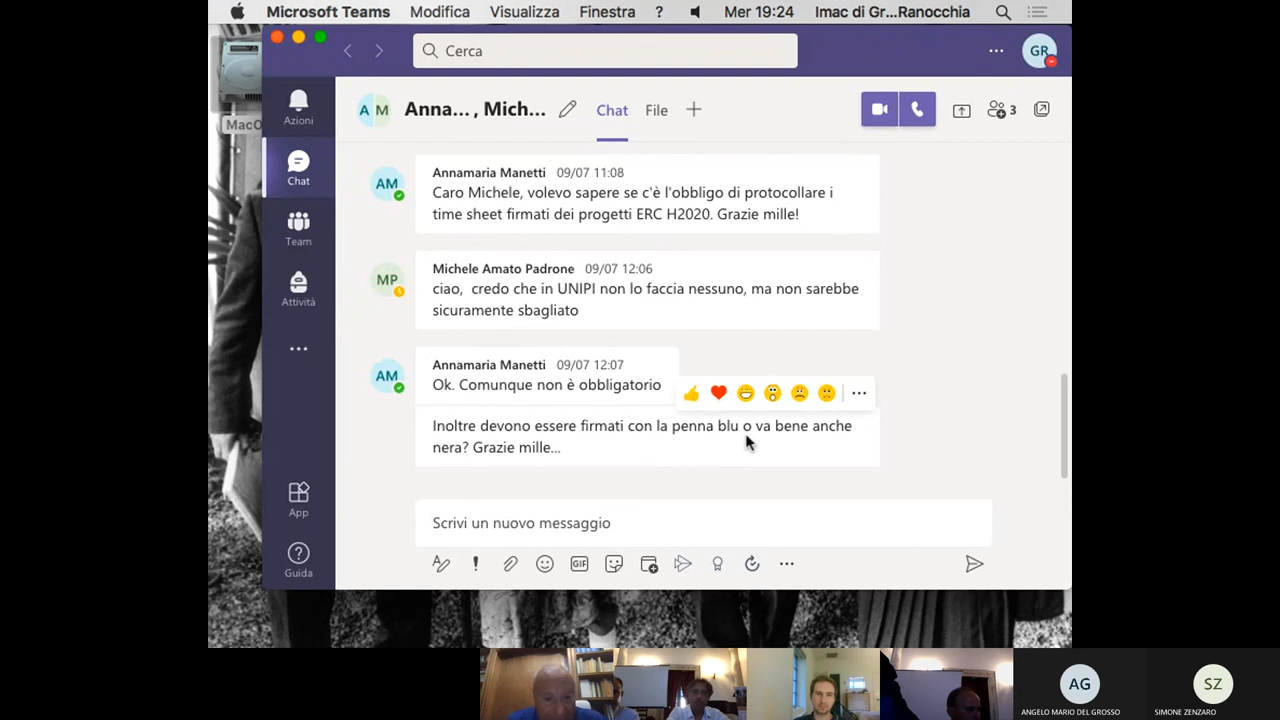 Microsoft Teams Modifica Visualizza Finestra ? Mer 19:24 Imac di Gr...Ranocchia
Cerca
GR
MacO
Azioni
Chat
Team
Attività
App
Guida
A M Anna... , Mich... Chat File 3
AM
Annamaria Manetti 09/07 11:08
Caro Michele, volevo sapere se c'è l'obbligo di protocollare i
time sheet firmati dei progetti ERC H2020. Grazie mille!
MP
Michele Amato Padrone 09/07 12:06
ciao, credo che in UNIPI non lo faccia nessuno, ma non sarebbe
sicuramente sbagliato
AM
Annamaria Manetti 09/07 12:07
Ok. Comunque non è obbligatorio
Inoltre devono essere firmati con la penna blu o va bene anche
nera? Grazie mille...
Scrivi un nuovo messaggio
GIF
AG
ANGELO MARIO DEL GROSSO
SZ
SIMONE ZENZARO